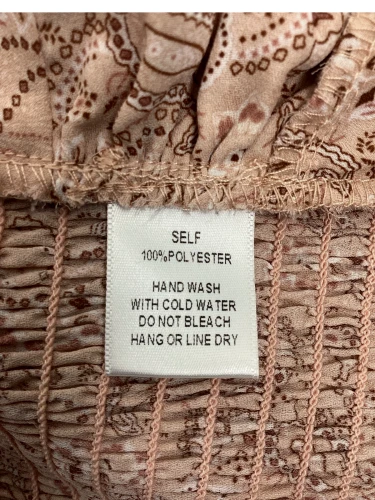 SELF
100%POLYESTER
HAND WASH
WITH COLD WATER
DO NOT BLEACH
HANG OR LINE DRY